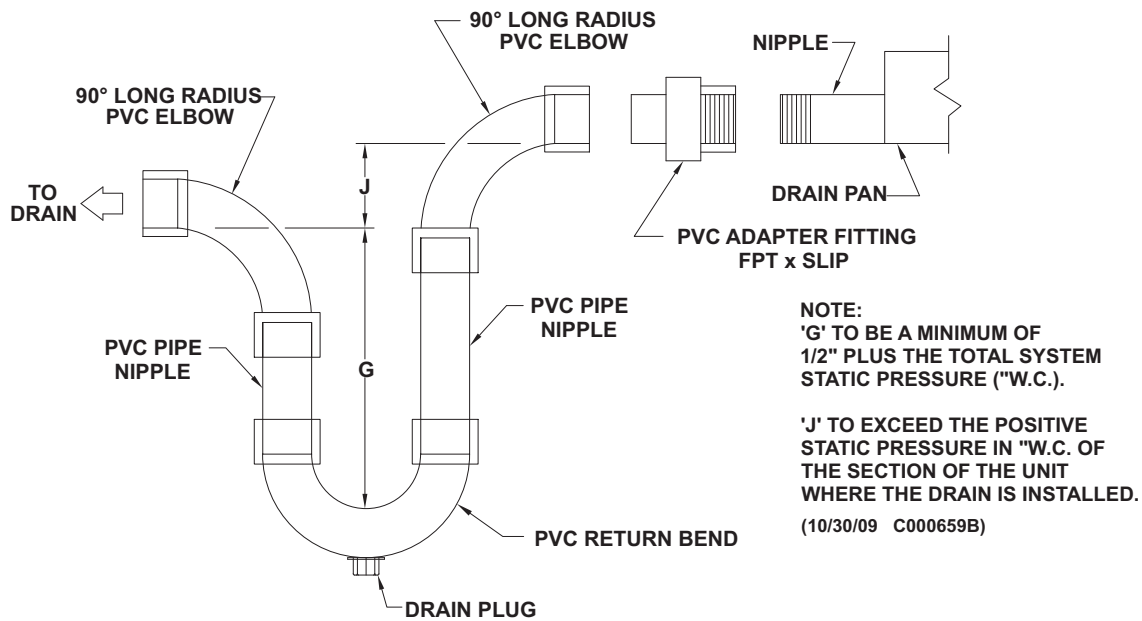 90° LONG RADIUS
PVC ELBOW
NIPPLE
90° LONG RADIUS
PVC ELBOW
J
TO
DRAIN
DRAIN PAN
PVC ADAPTER FITTING
FPT x SLIP
PVC PIPE
NIPPLE
PVC PIPE
NIPPLE
G
NOTE:
'G' TO BE A MINIMUM OF
1/2" PLUS THE TOTAL SYSTEM
STATIC PRESSURE ("W.C.).
'J' TO EXCEED THE POSITIVE
STATIC PRESSURE IN "W.C. OF
THE SECTION OF THE UNIT
WHERE THE DRAIN IS INSTALLED.
(10/30/09 C000659B)
PVC RETURN BEND
DRAIN PLUG